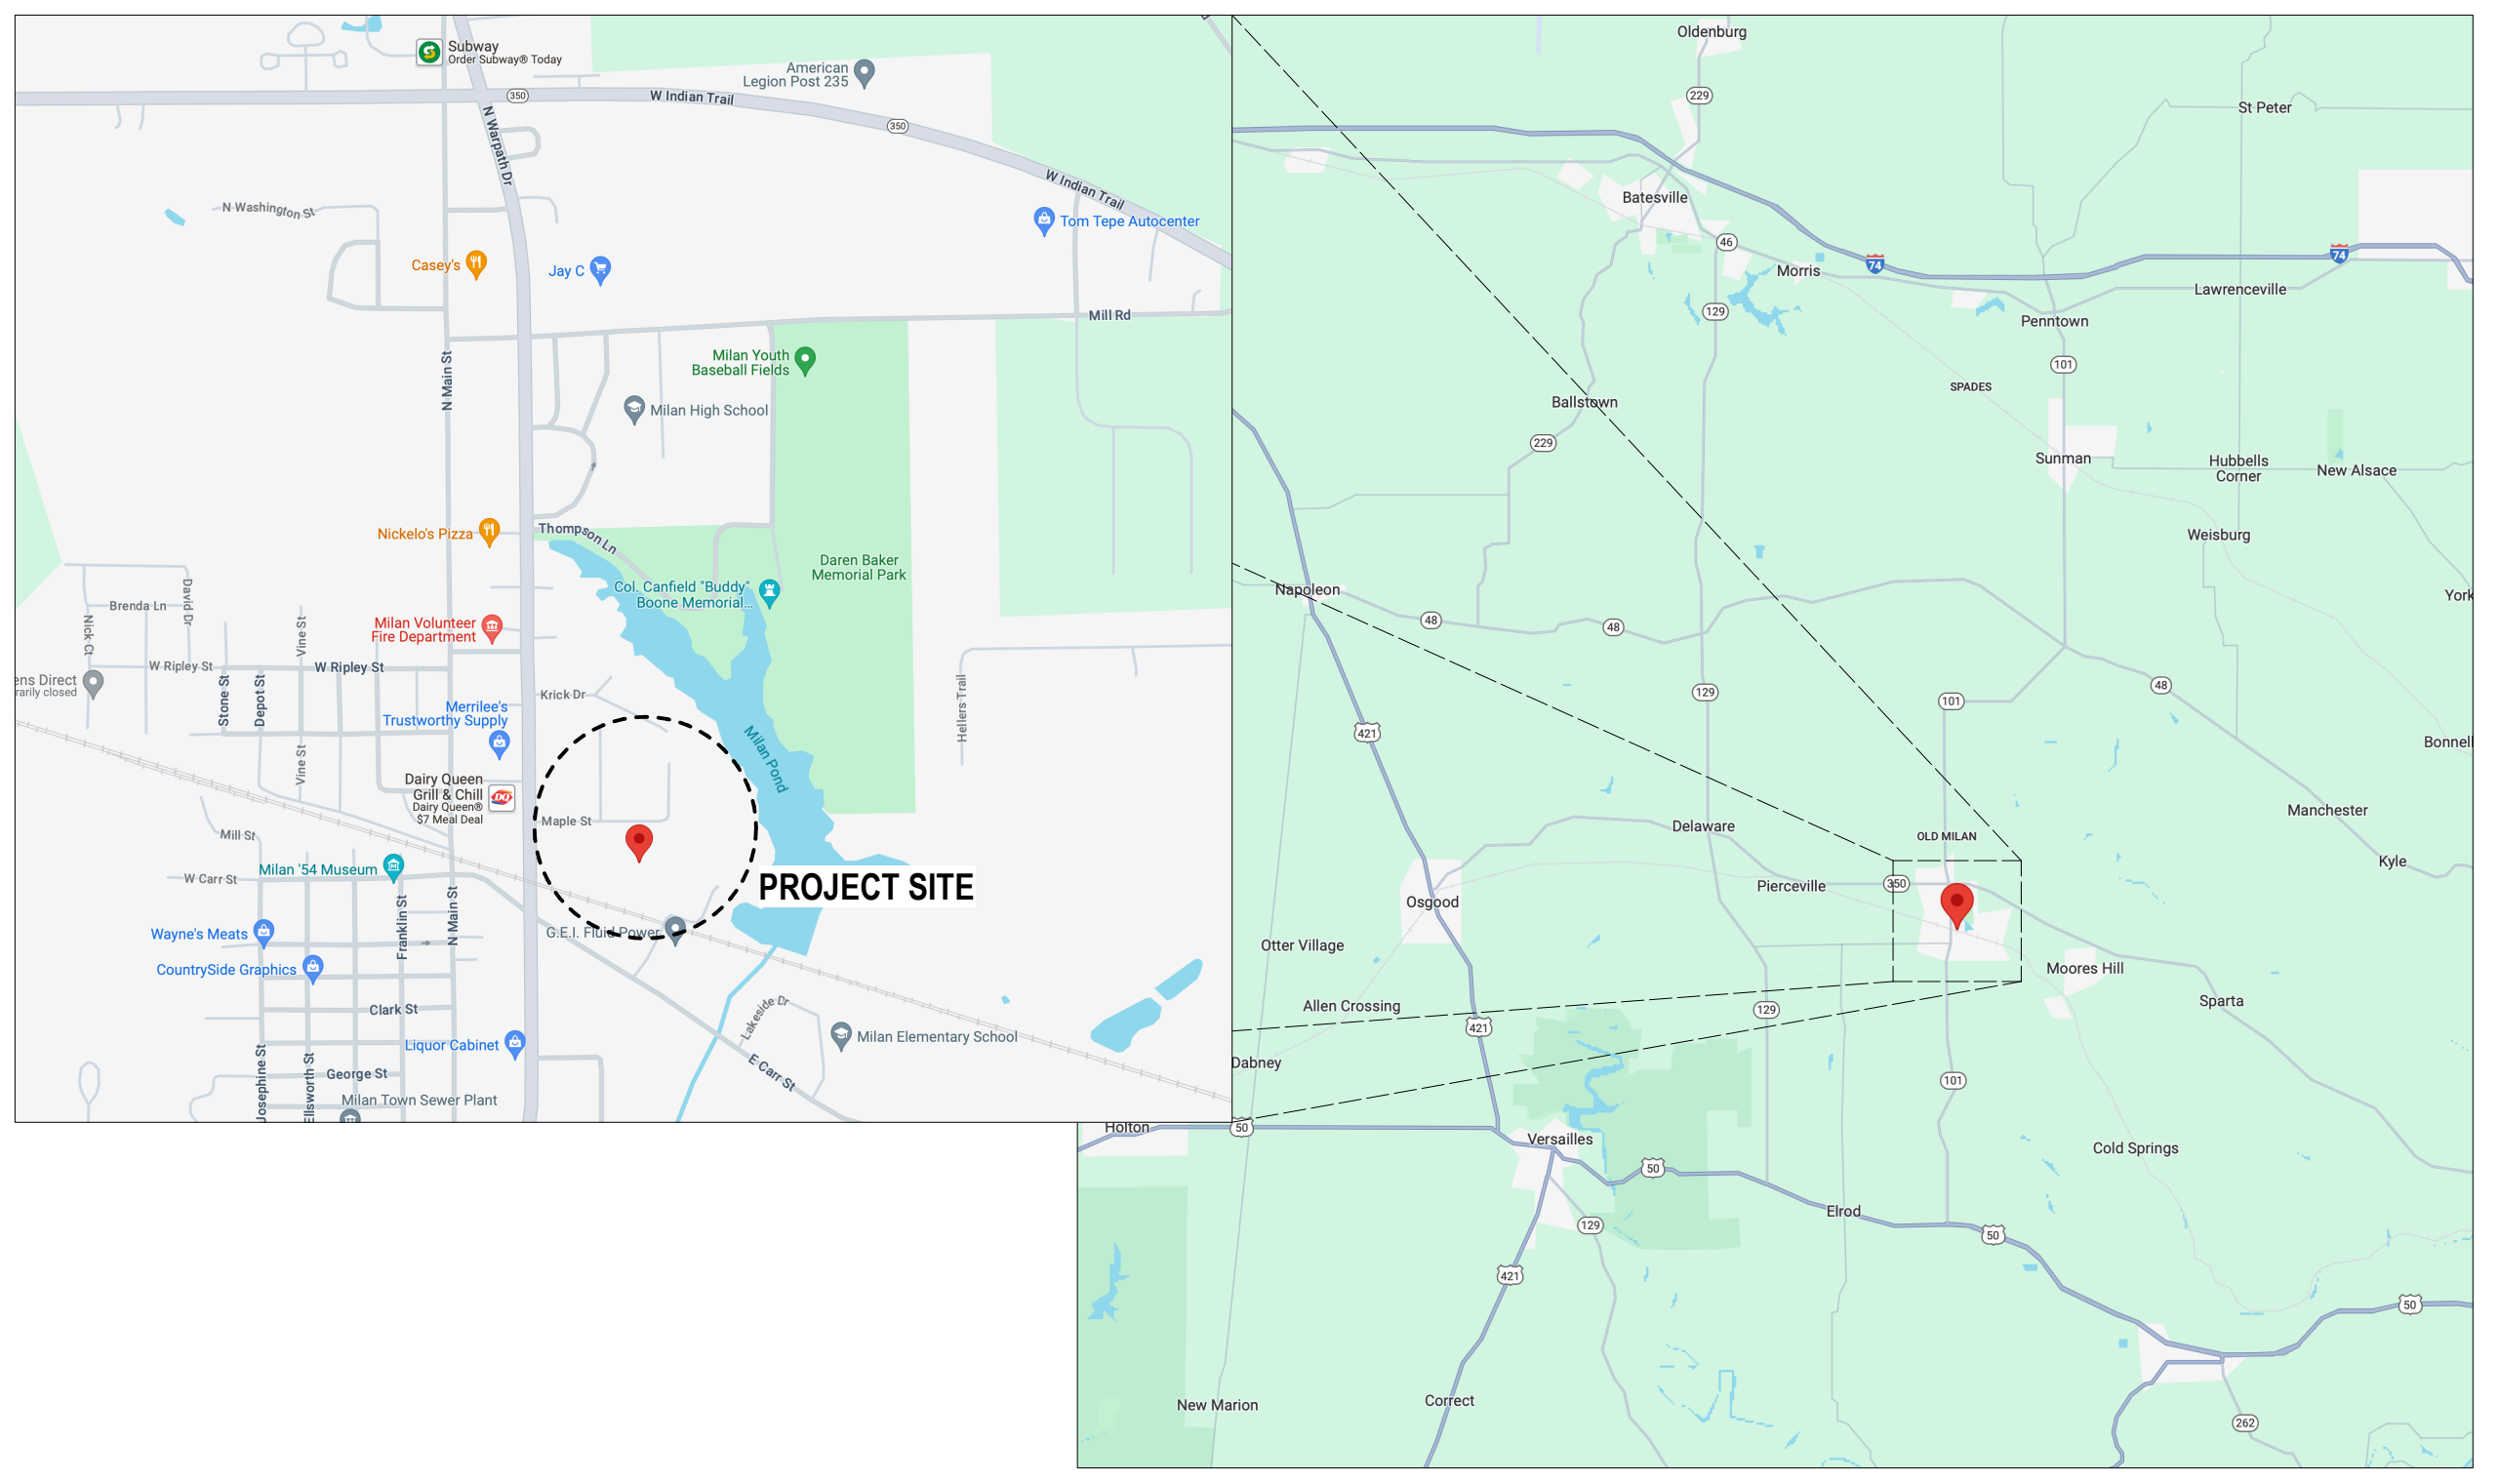 Subway
Order Subway® Today
American
Legion Post 235
350
W Indian Trail
350
N Warpath Dr
W Indian Trail
N Washington St
Tom Tepe Autocenter
Casey's
Jay C
Mill Rd
N Main St
Milan Youth
Baseball Fields
Milan High School
Nickelo's Pizza
Thompson Ln
Daren Baker
Memorial Park
Col. Canfield "Buddy"
Boone Memorial...
David Dr
Brenda Ln
Nick Ct
Vine St
Milan Volunteer
Fire Department
W Ripley St
W Ripley St
ens Direct
rarily closed
Stone St
Depot St
Krick Dr
Hellers Trail
Merrilee's
Trustworthy Supply
Vine St
Milan Pond
Dairy Queen
Grill & Chill
Dairy Queen®
$7 Meal Deal
DQ
Maple St
Mill St
Milan '54 Museum
W Carr St
PROJECT SITE
Franklin St
N Main St
Wayne's Meats
G.E.I. Fluid Power
CountrySide Graphics
Clark St
Lakeside Dr
Milan Elementary School
Liquor Cabinet
E Carr St
Josephine St
Ellsworth St
George St
Milan Town Sewer Plant
Oldenburg
229
St Peter
Batesville
46
74
74
Morris
Lawrenceville
129
Penntown
101
SPADES
Ballstown
229
Sunman
Hubbells
Corner
New Alsace
Weisburg
Napoleon
York
48
48
48
129
101
421
Bonnell
Manchester
Delaware
OLD MILAN
Kyle
Pierceville
350
Osgood
Otter Village
Moores Hill
Allen Crossing
Sparta
129
421
Dabney
101
Holton
50
Versailles
Cold Springs
50
Elrod
129
50
421
50
Correct
New Marion
262